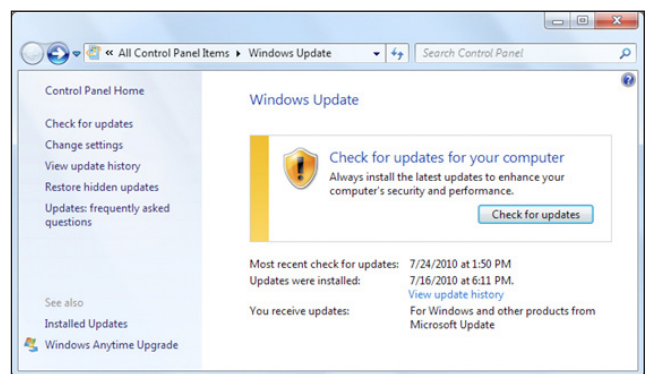 « All Control Panel Items ▸ Windows Update
Search Control Panel
Control Panel Home
Check for updates
Change settings
View update history
Restore hidden updates
Updates: frequently asked
questions
See also
Installed Updates
Windows Anytime Upgrade
Windows Update
Check for updates for your computer
Always install the latest updates to enhance your
computer's security and performance.
Check for updates
Most recent check for updates: 7/24/2010 at 1:50 PM
Updates were installed: 7/16/2010 at 6:11 PM.
View update history
You receive updates: For Windows and other products from
Microsoft Update